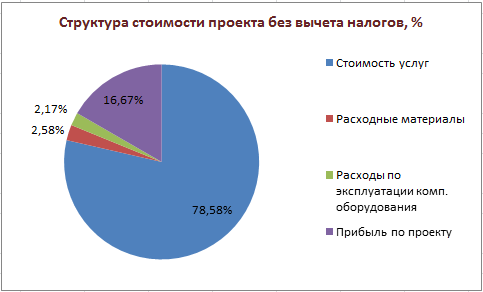 Структура стоимости проекта без вычета налогов, %
16,67%
2,17%
2,58%
78,58%
Стоимость услуг
Расходные материалы
Расходы по
эксплуатации комп.
оборудования
Прибыль по проекту